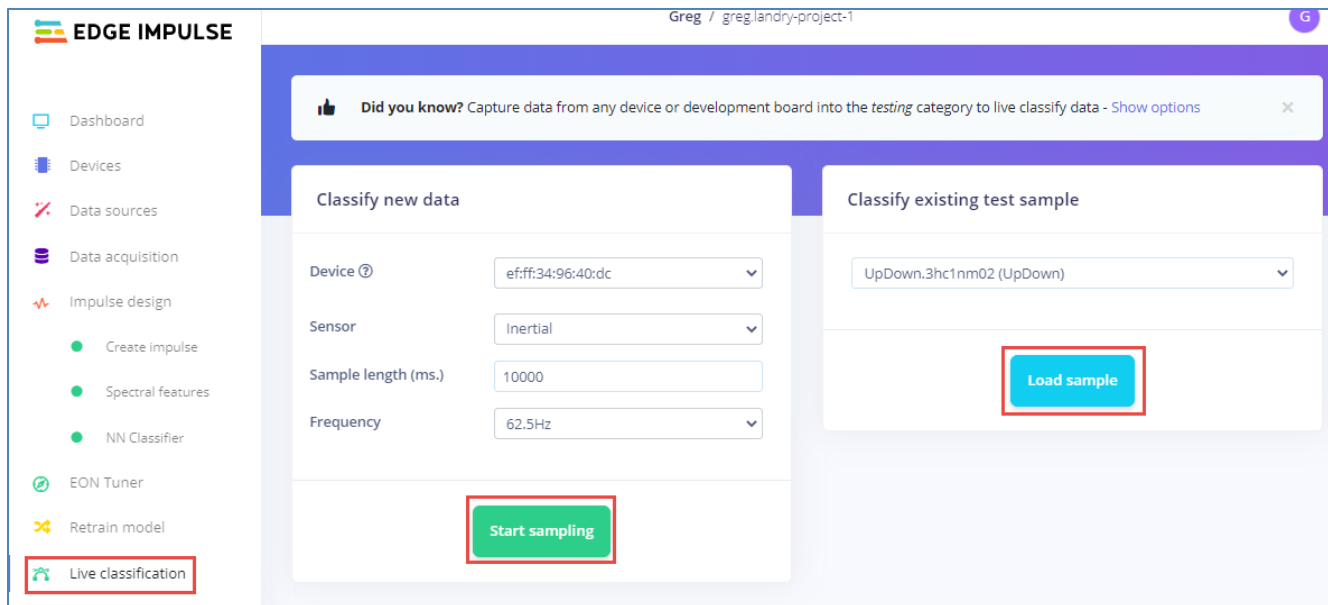 EDGE IMPULSE
Greg / greg.landry-project-1
G
Did you know? Capture data from any device or development board into the testing category to live classify data - Show options ×
Dashboard
Devices
Data sources
Data acquisition
Impulse design
Create impulse
Spectral features
NN Classifier
EON Tuner
Retrain model
Live classification
Classify new data
Device ?
ef:ff:34:96:40:dc
Sensor
Inertial
Sample length (ms.)
10000
Frequency
62.5Hz
Start sampling
Classify existing test sample
UpDown.3hc1nm02 (UpDown)
Load sample